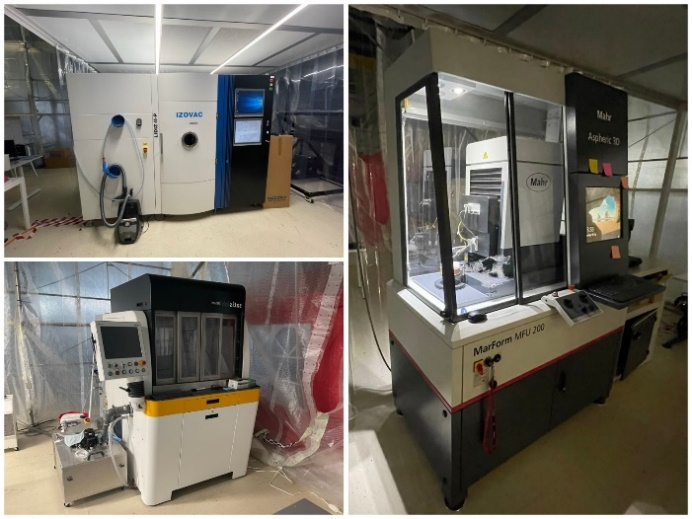 IZOVAC
Mahr
Aspheric 3D
Mahr
MarForm MFU 200